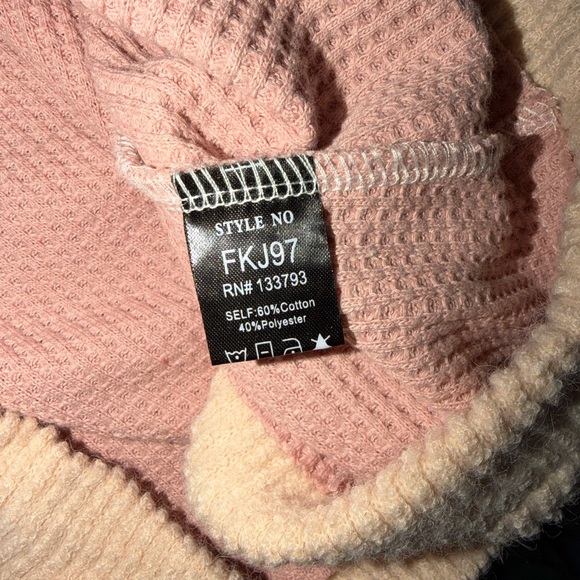 STYLE NO
FKJ97
RN# 133793
SELF:60%Cotton
40%Polyester